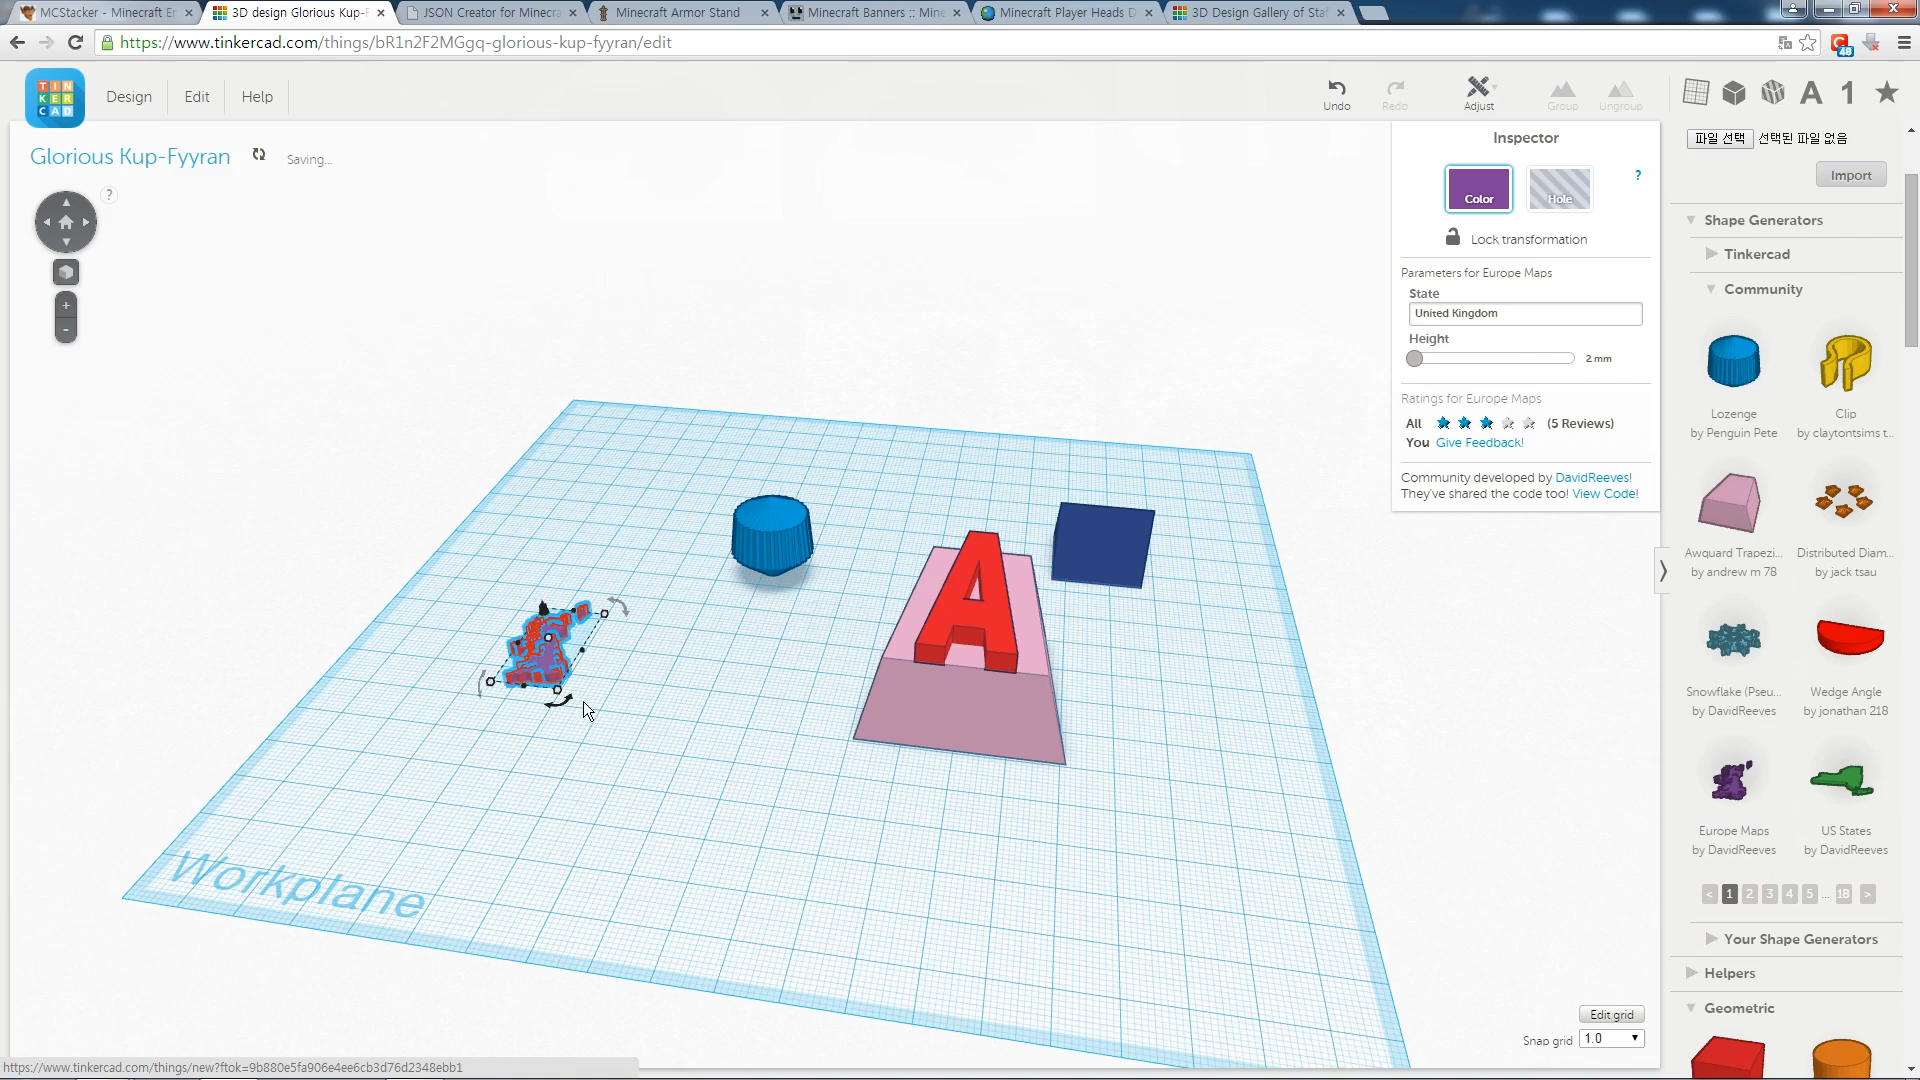 MCStacker - Minecraft En
3D design Glorious Kup-F
JSON Creator for Minecra
Minecraft Armor Stand
Minecraft Banners :: Mine
Minecraft Player Heads D
3D Design Gallery of Staf
https://www.tinkercad.com/things/bR1n2F2MGgq-glorious-kup-fyyran/edit
48
TIN
KER
CAD
Design
Edit
Help
Undo
Redo
Adjust
Group
Ungroup
A
1
Glorious Kup-Fyyran
Saving...
?
+
-
Inspector
Color
Hole
?
Lock transformation
Parameters for Europe Maps
State
United Kingdom
Height
2 mm
Ratings for Europe Maps
All (5 Reviews)
You Give Feedback!
Community developed by DavidReeves!
They've shared the code too! View Code!
파일 선택 선택된 파일 없음
Import
Shape Generators
Tinkercad
Community
Lozenge
by Penguin Pete
Clip
by claytontsims t...
Awquard Trapezi...
by andrew m 78
Distributed Diam...
by jack tsau
Snowflake (Pseu...
by DavidReeves
Wedge Angle
by jonathan 218
Europe Maps
by DavidReeves
US States
by DavidReeves
< 1 2 3 4 5 ... 18 >
Your Shape Generators
Helpers
Geometric
A
Workplane
Edit grid
Snap grid 1.0
https://www.tinkercad.com/things/new?ftok=9b880e5fa906e4ee6cb3d76d2348ebb1